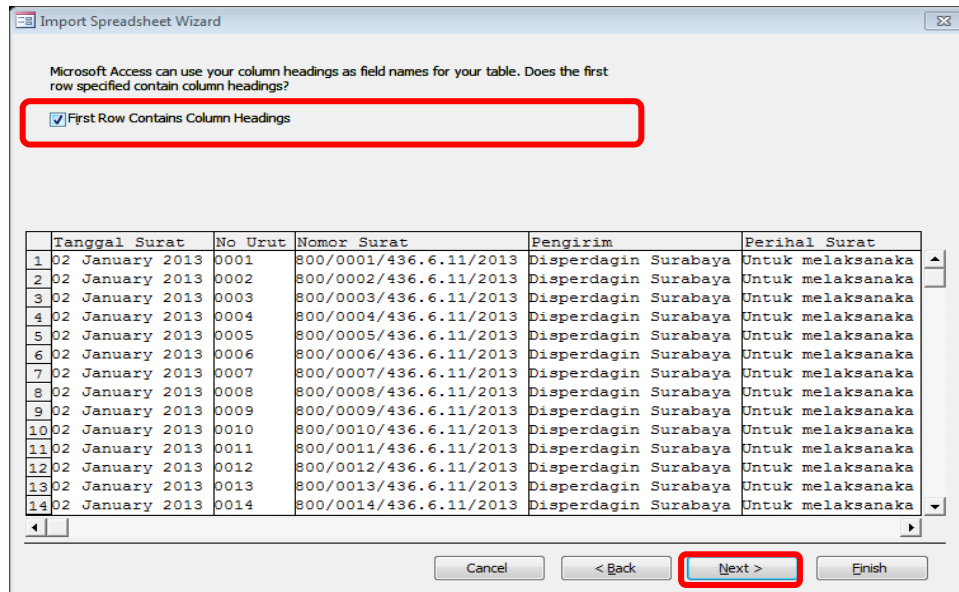 Import Spreadsheet Wizard
Microsoft Access can use your column headings as field names for your table. Does the first
row specified contain column headings?
First Row Contains Column Headings
Tanggal Surat No Urut Nomor Surat Pengirim Perihal Surat
1 02 January 2013 0001 800/0001/436.6.11/2013 Disperdagin Surabaya Untuk melaksanaka
2 02 January 2013 0002 800/0002/436.6.11/2013 Disperdagin Surabaya Untuk melaksanaka
3 02 January 2013 0003 800/0003/436.6.11/2013 Disperdagin Surabaya Untuk melaksanaka
4 02 January 2013 0004 800/0004/436.6.11/2013 Disperdagin Surabaya Untuk melaksanaka
5 02 January 2013 0005 800/0005/436.6.11/2013 Disperdagin Surabaya Untuk melaksanaka
6 02 January 2013 0006 800/0006/436.6.11/2013 Disperdagin Surabaya Untuk melaksanaka
7 02 January 2013 0007 800/0007/436.6.11/2013 Disperdagin Surabaya Untuk melaksanaka
8 02 January 2013 0008 800/0008/436.6.11/2013 Disperdagin Surabaya Untuk melaksanaka
9 02 January 2013 0009 800/0009/436.6.11/2013 Disperdagin Surabaya Untuk melaksanaka
10 02 January 2013 0010 800/0010/436.6.11/2013 Disperdagin Surabaya Untuk melaksanaka
11 02 January 2013 0011 800/0011/436.6.11/2013 Disperdagin Surabaya Untuk melaksanaka
12 02 January 2013 0012 800/0012/436.6.11/2013 Disperdagin Surabaya Untuk melaksanaka
13 02 January 2013 0013 800/0013/436.6.11/2013 Disperdagin Surabaya Untuk melaksanaka
14 02 January 2013 0014 800/0014/436.6.11/2013 Disperdagin Surabaya Untuk melaksanaka
Cancel < Back Next > Finish